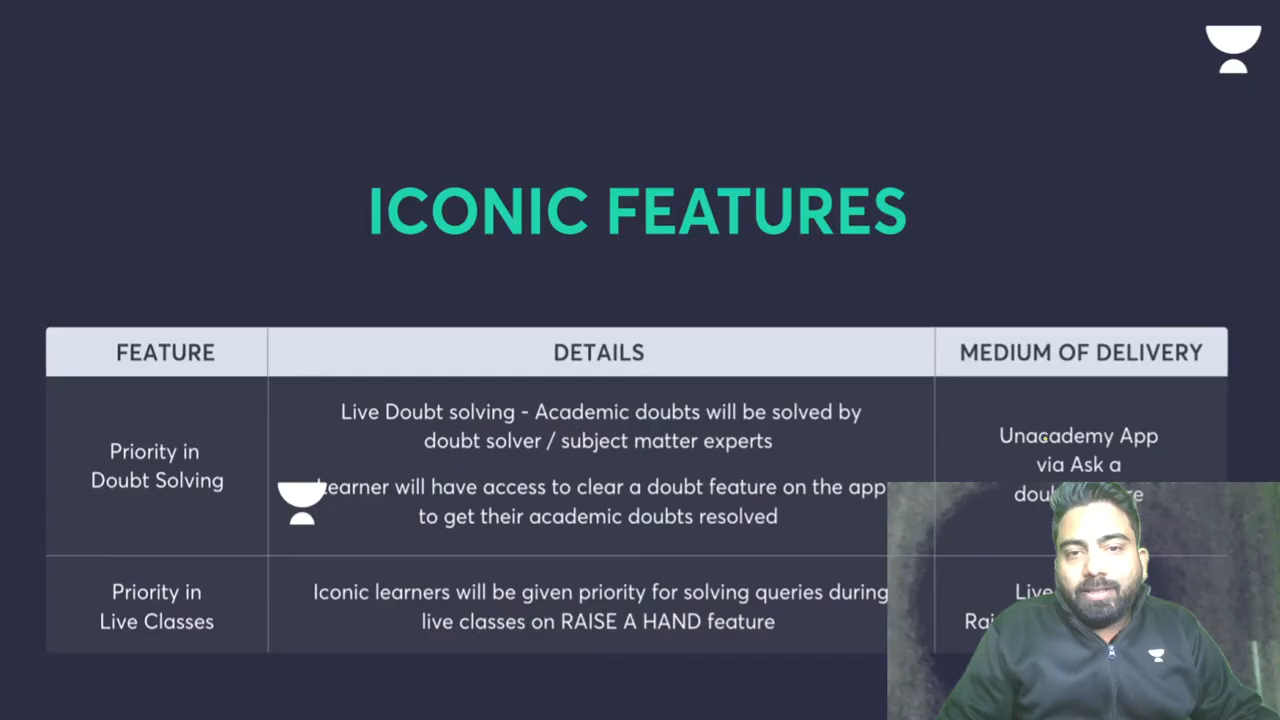 ICONIC FEATURES
FEATURE
DETAILS
MEDIUM OF DELIVERY
Priority in
Doubt Solving
Live Doubt solving - Academic doubts will be solved by
doubt solver / subject matter experts
Learner will have access to clear a doubt feature on the app
to get their academic doubts resolved
Unacademy App
via Ask a
Priority in
Live Classes
Iconic learners will be given priority for solving queries during
live classes on RAISE A HAND feature